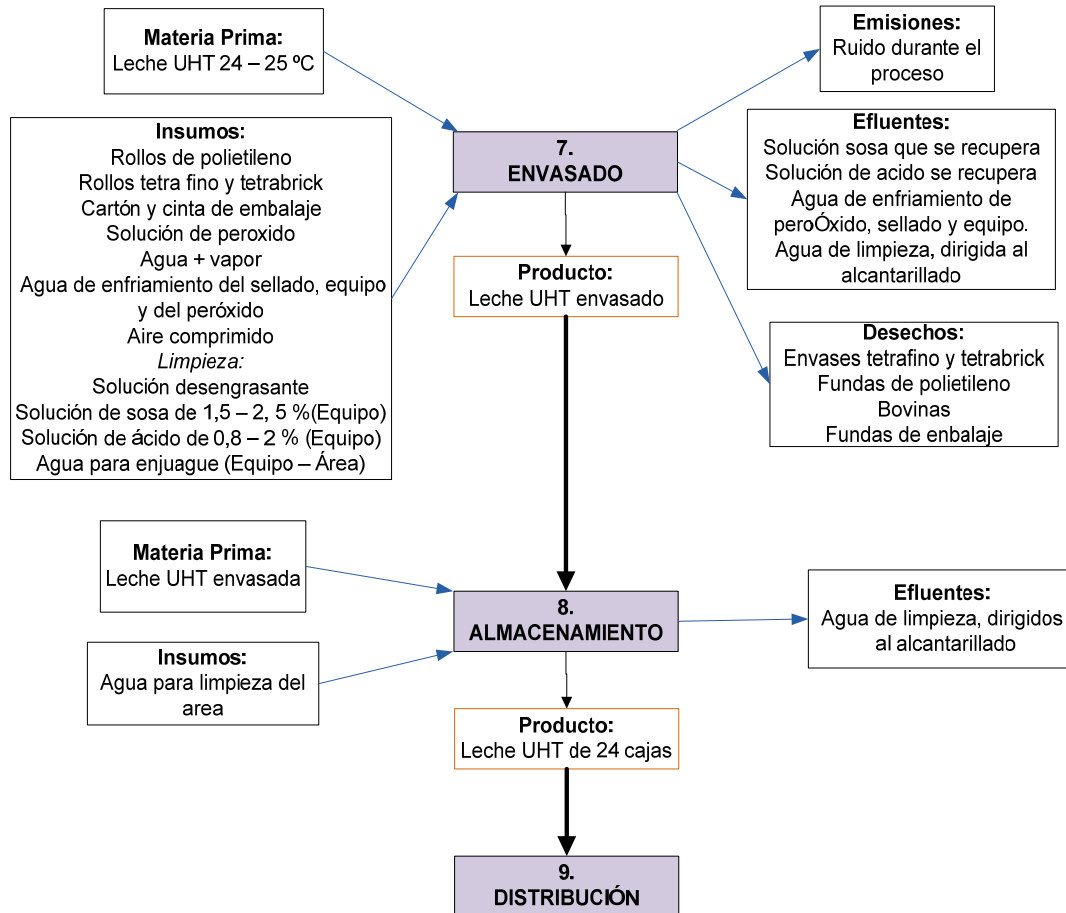 Materia Prima:
Leche UHT 24 – 25 ºC
Insumos:
Rollos de polietileno
Rollos tetra fino y tetrabrick
Cartón y cinta de embalaje
Solución de peroxido
Agua + vapor
Agua de enfriamiento del sellado, equipo
y del peróxido
Aire comprimido
Limpieza:
Solución desengrasante
Solución de sosa de 1,5 – 2, 5 %(Equipo)
Solución de ácido de 0,8 – 2 % (Equipo)
Agua para enjuague (Equipo – Área)
7.
ENVASADO
Producto:
Leche UHT envasado
Emisiones:
Ruido durante el
proceso
Efluentes:
Solución sosa que se recupera
Solución de acido se recupera
Agua de enfriamiento de
peroÓxido, sellado y equipo.
Agua de limpieza, dirigida al
alcantarillado
Desechos:
Envases tetrafino y tetrabrick
Fundas de polietileno
Bovinas
Fundas de enbalaje
Materia Prima:
Leche UHT envasada
Insumos:
Agua para limpieza del
area
8.
ALMACENAMIENTO
Efluentes:
Agua de limpieza, dirigidos
al alcantarillado
Producto:
Leche UHT de 24 cajas
9.
DISTRIBUCIÓN